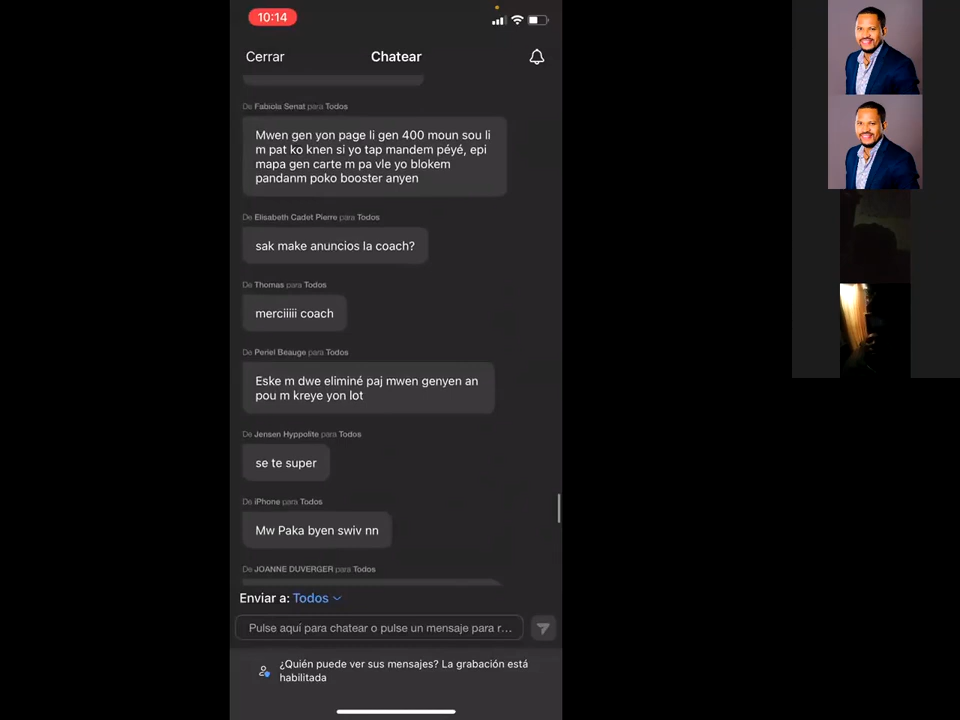 10:14
Cerrar
Chatear
De Fabiola Senat para Todos
Mwen gen yon page li gen 400 moun sou li
m pat ko knen si yo tap mandem péyé, epi
mapa gen carte m pa vle yo blokem
pandanm poko booster anyen
De Elisabeth Cadet Pierre para Todos
sak make anuncios la coach?
De Thomas para Todos
merciiiii coach
De Periel Beauge para Todos
Eske m dwe eliminé paj mwen genyen an
pou m kreye yon lot
De Jensen Hyppolite para Todos
se te super
De iPhone para Todos
Mw Paka byen swiv nn
De JOANNE DUVERGER para Todos
Enviar a: Todos
Pulse aquí para chatear o pulse un mensaje para r...
¿Quién puede ver sus mensajes? La grabación está
habilitada